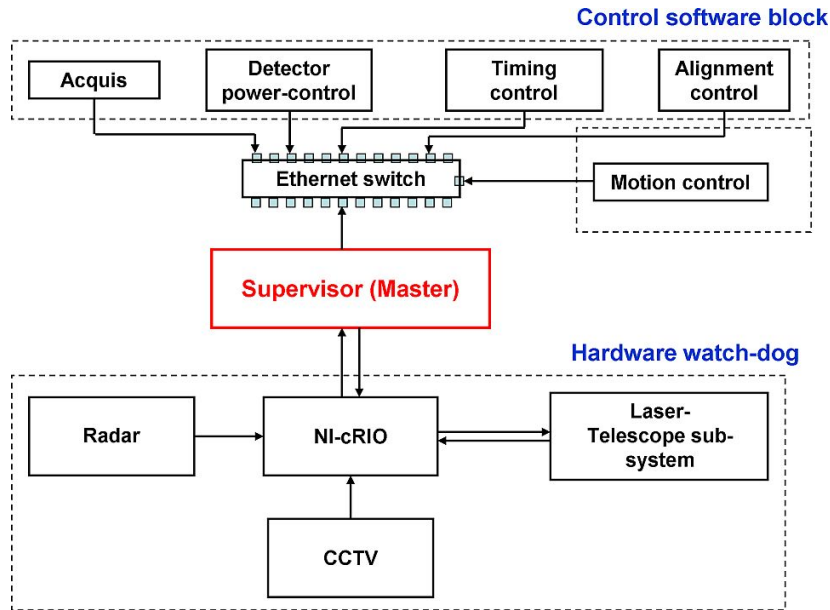 Control software block
Acquis
Detector
power-control
Timing
control
Alignment
control
Ethernet switch
Motion control
Supervisor (Master)
Hardware watch-dog
Radar
NI-cRIO
Laser-
Telescope sub-
system
CCTV